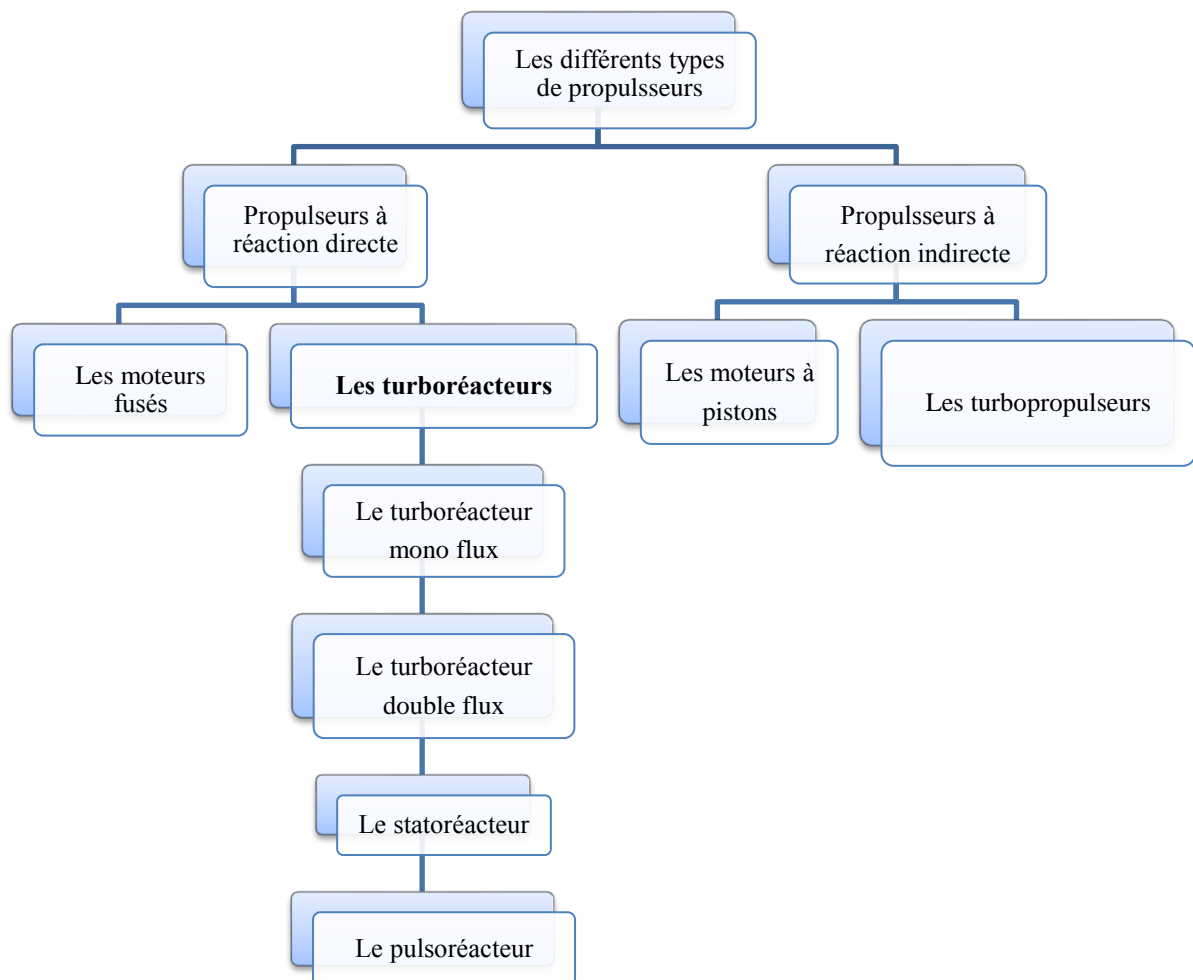 Les différents types
de propulsseurs
Propulseurs à
réaction directe
Propulsseurs à
réaction indirecte
Les moteurs
fusés
Les turboréacteurs
Les moteurs à
pistons
Les turbopropulseurs
Le turboréacteur
mono flux
Le turboréacteur
double flux
Le statoréacteur
Le pulsoréacteur